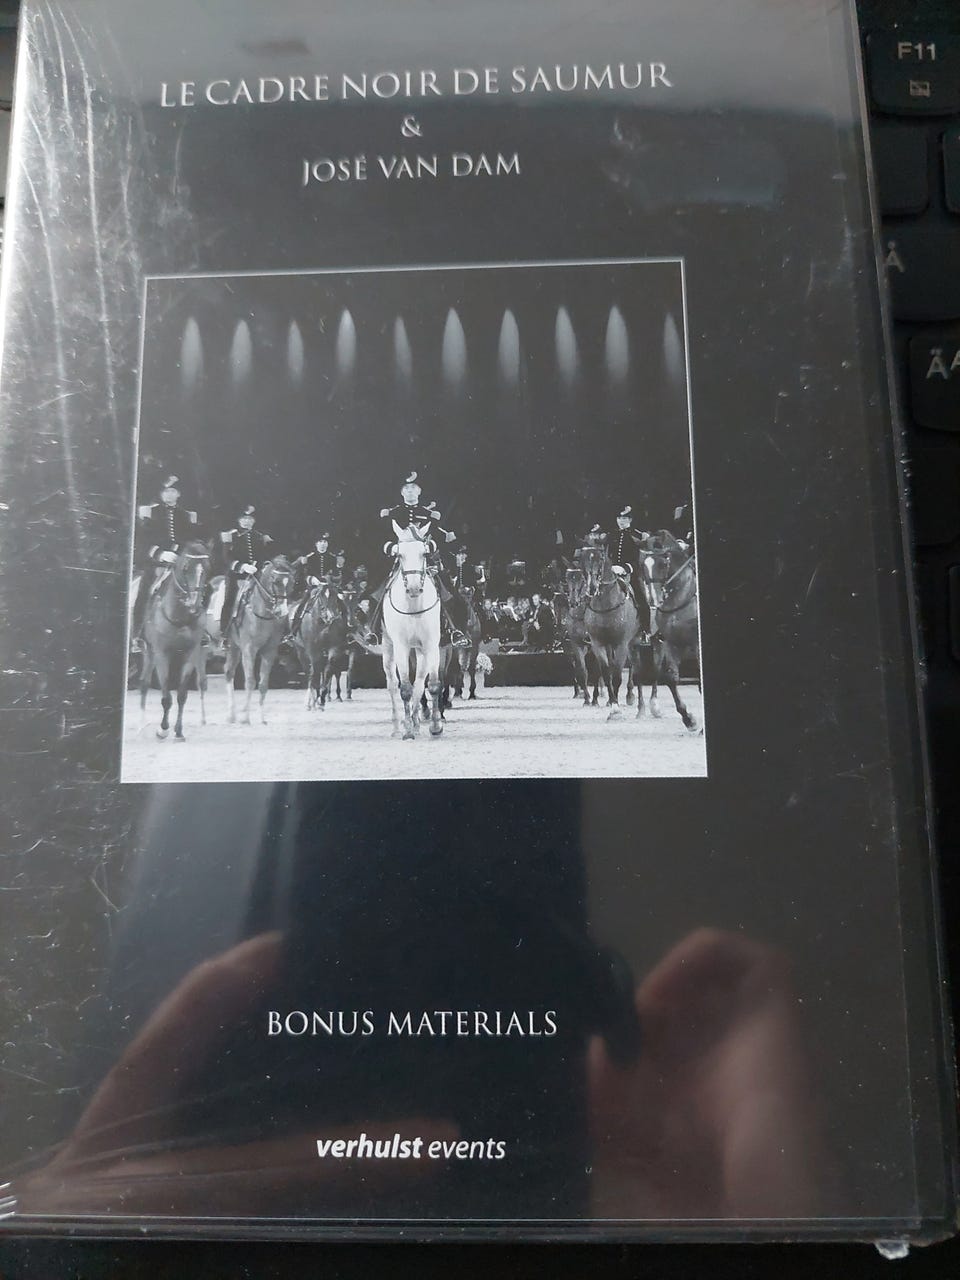 LE CADRE NOIR DE SAUMUR
&
JOSÉ VAN DAM
BONUS MATERIALS
verhulst events
F11
Å
Ä